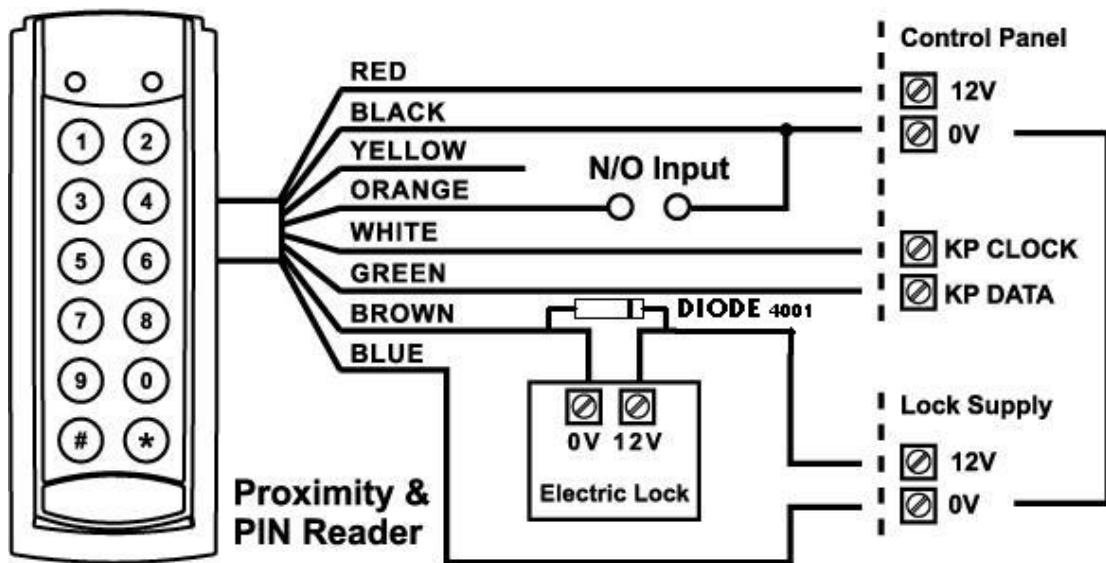 1 2
3 4
5 6
7 8
9 0
# *
Proximity &
PIN Reader
RED
BLACK
YELLOW
ORANGE
WHITE
GREEN
BROWN
BLUE
N/O Input
DIODE 4001
0V 12V
Electric Lock
Control Panel
12V
0V
KP CLOCK
KP DATA
Lock Supply
12V
0V